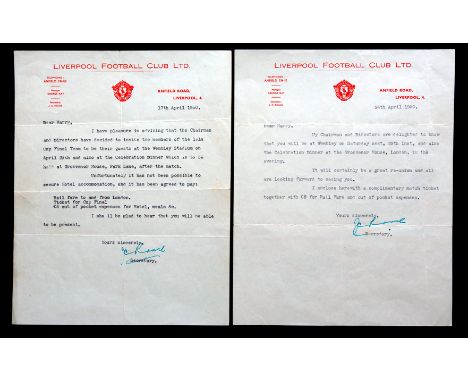 LIVERPOOL FOOTBALL CLUB LTD.
TELEPHONE:
ANFIELD
GEORGE KAY
ANFIELD ROAD,
LIVERPOOL, 4.
17th April 1950,
Dear Harry,
I have pleasure in advising that the Chairman
and Directors have decided to invite the members of the 1914
Cup Final Team to be their guests at the Wembley Stadium on
April 29th and also at the Celebration Dinner which is to be
held at Grosvenor House, Park Lane, after the match.
Unfortunately it has not been possible to
secure Hotel accommodation, and it has been agreed to pay:
Rail fare to and from London,
Ticket for Cup Final
out of pocket expenses for Hotel, meals &c.
I shall be glad to hear that you will be able
to be present.
Yours sincerely,
Secretary.
LIVERPOOL FOOTBALL CLUB LTD.
TELEPHONE:
ANFIELD
GEORGE KAY
ANFIELD ROAD,
LIVERPOOL, 4.
24th April 1950,
Dear Harry,
My Chairman and Directors are delighted to know
that you will be at Wembley on Saturday next, 29th inst, and also
the Celebration Dinner at the Grosvenor House, London, in the
evening.
It will certainly be a great re-union and all
are looking forward to seeing you.
I enclose herewith a complimentary match ticket
together with £8 for Rail Fare and out of pocket expenses.
Yours sincerely,
Secretary.